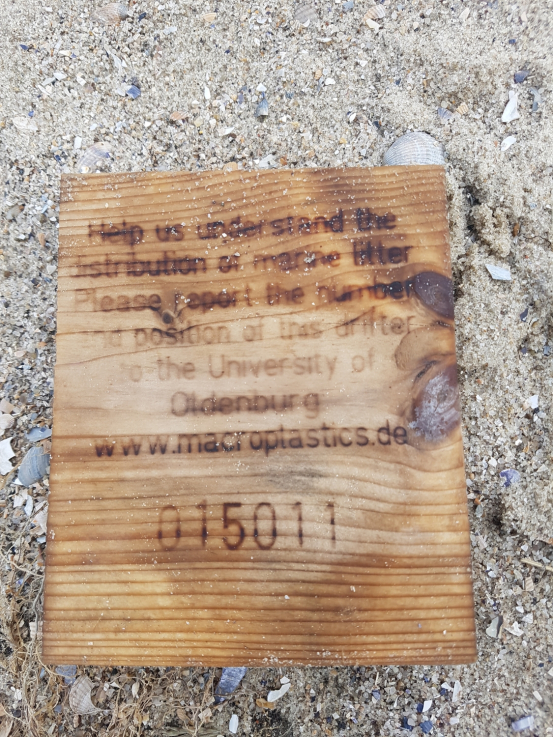 Help us understand the
distribution of marine litter
Please report the number
and position of this drifter
to the University of
Oldenburg
www.macroplastics.de
015011